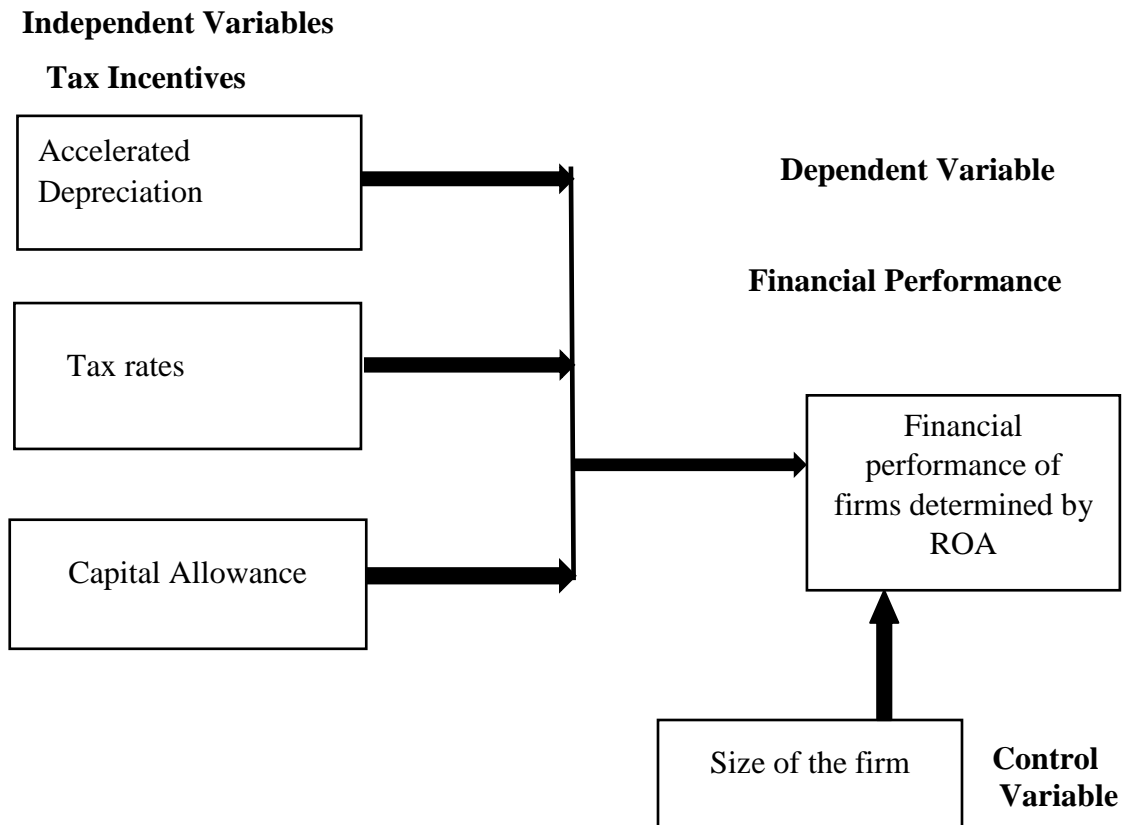 Independent Variables
Tax Incentives
Accelerated
Depreciation
Dependent Variable
Financial Performance
Tax rates
Financial
performance of
firms determined by
ROA
Capital Allowance
Size of the firm
Control
Variable